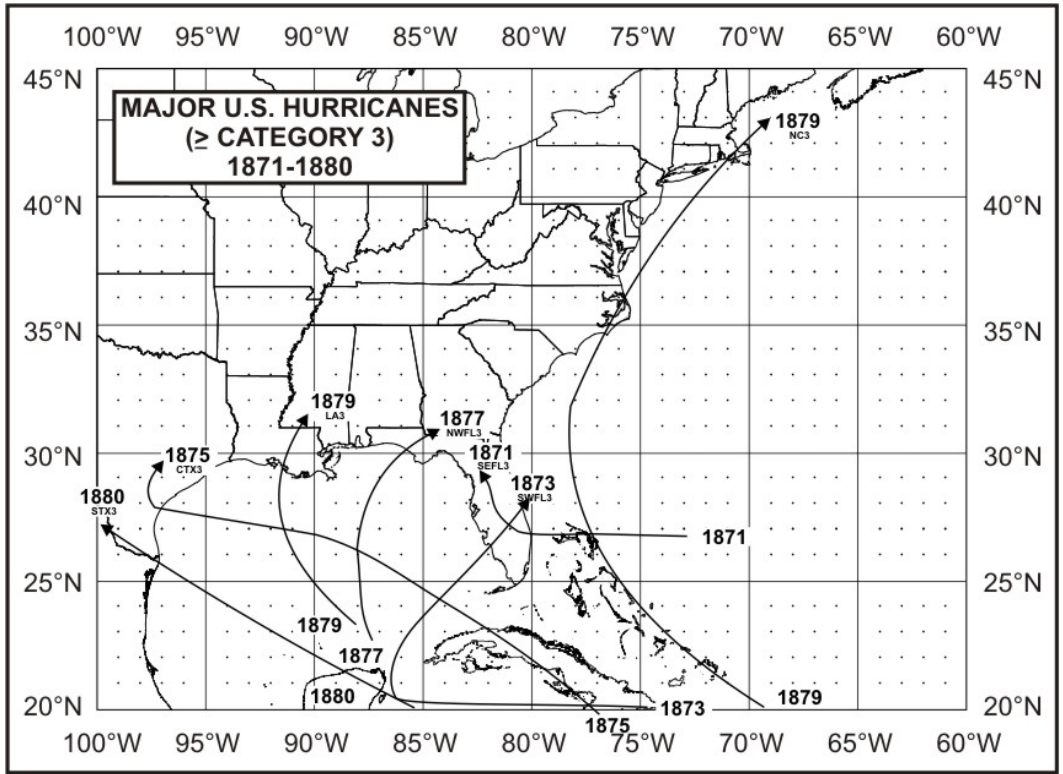 100°W 95°W 90°W 85°W 80°W 75°W 70°W 65°W 60°W
45°N 45°N
MAJOR U.S. HURRICANES
(≥ CATEGORY 3)
1871-1880
1879
NC3
40°N 40°N
35°N 35°N
1879
LA3
1877
NWFL3
1875
CTX3
1871
SEFL3
30°N 30°N
1873
SWFL3
1880
STX3
1871
25°N 25°N
1879
1877
1880
1879
1873
20°N 20°N
1875
100°W 95°W 90°W 85°W 80°W 75°W 70°W 65°W 60°W